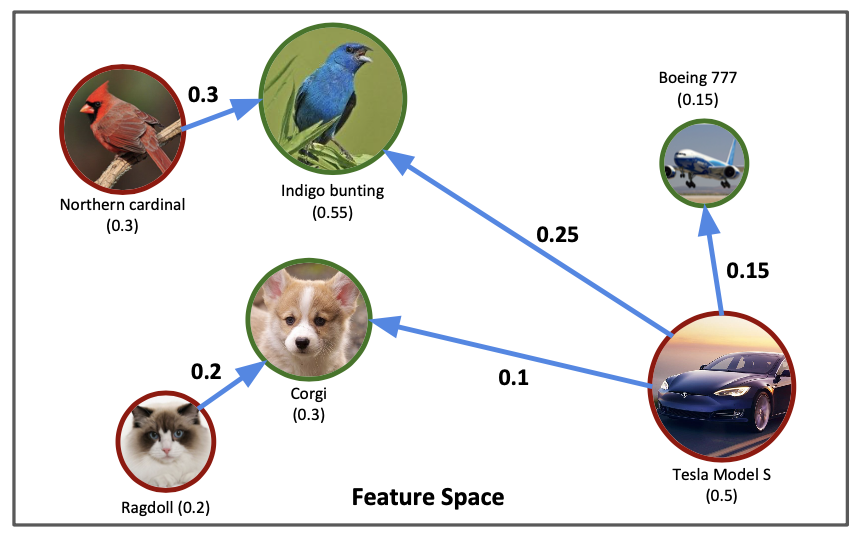 Boeing 777
(0.15)
0.3
Northern cardinal
(0.3)
Indigo bunting
(0.55)
0.25
0.15
0.2
Corgi
(0.3)
0.1
Ragdoll (0.2)
Tesla Model S
(0.5)
Feature Space